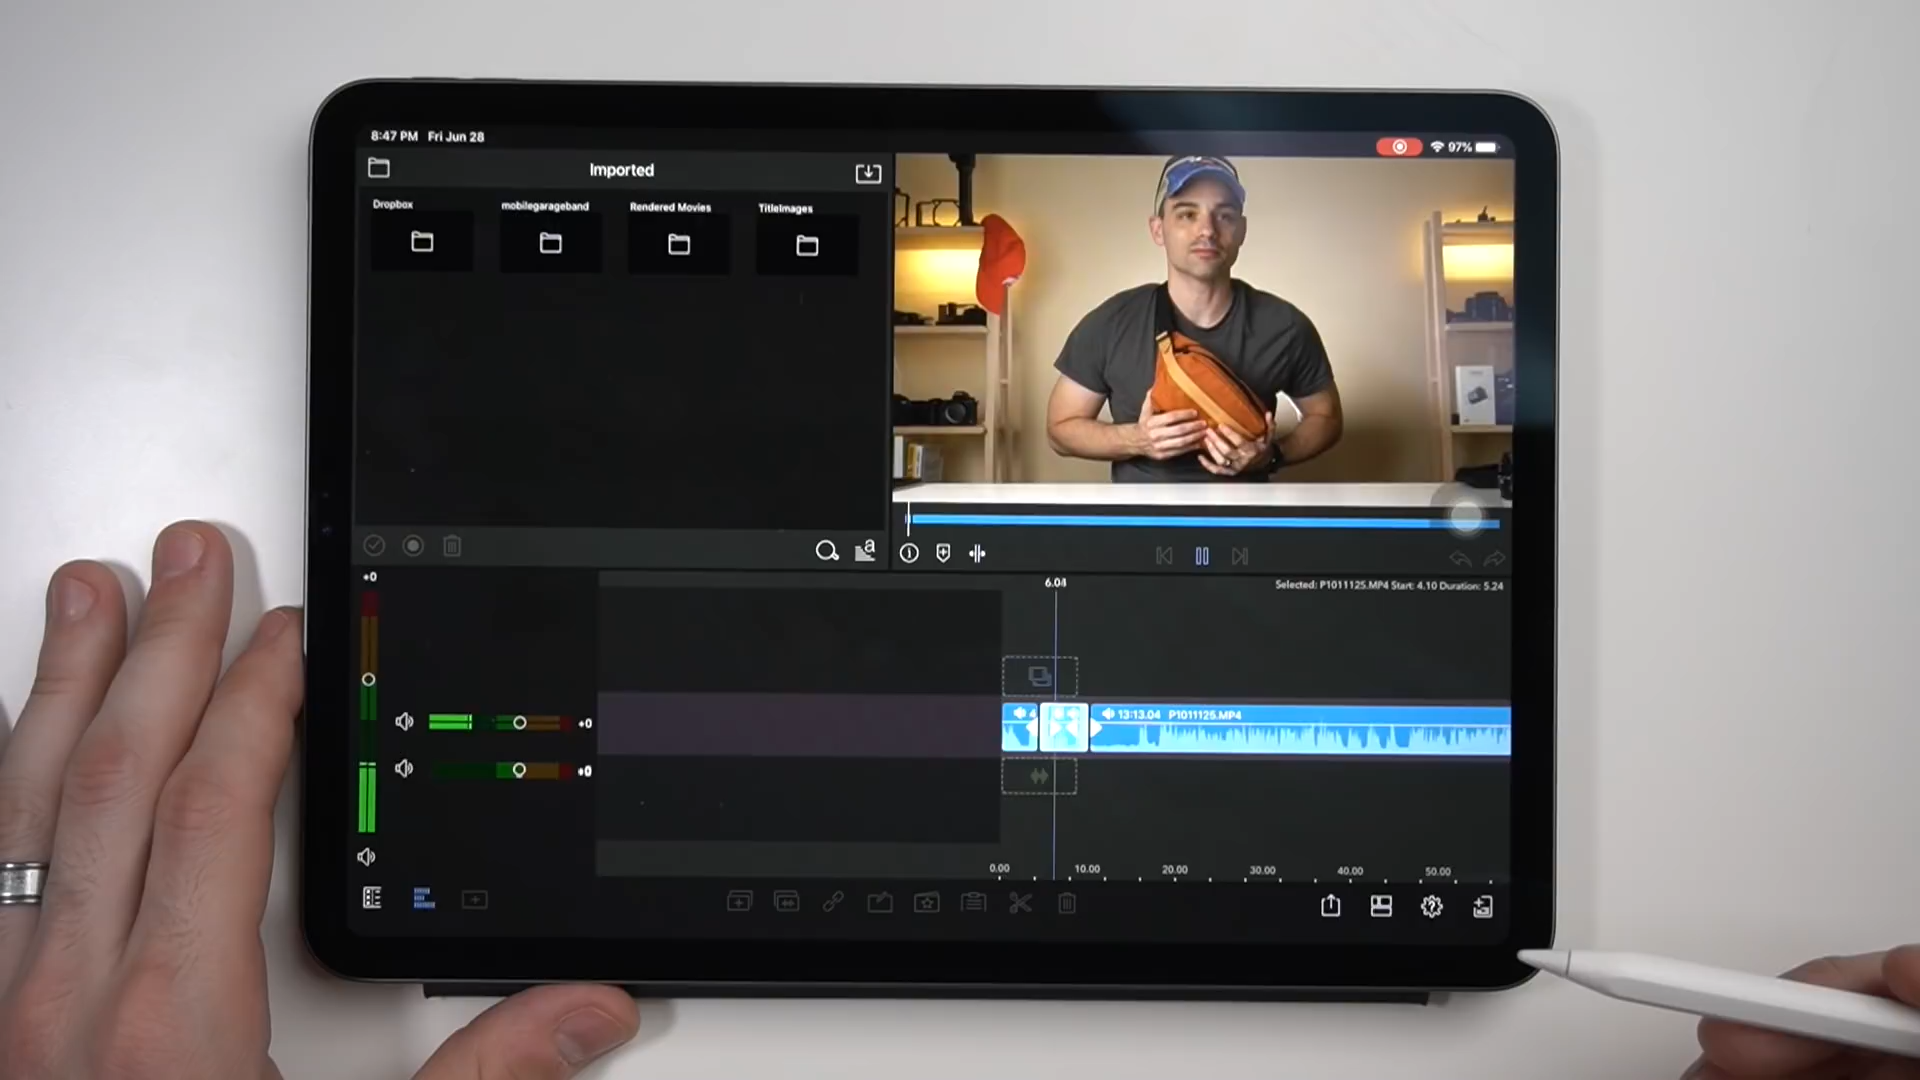 8:47 PM Fri Jun 28
97%
Imported
Dropbox
mobilegarageband
Rendered Movies
TitleImages
a
+0
6.04
Selected: P1011125.MP4 Start: 4.10 Duration: 5.24
4
13:13.04 P1011125.MP4
+0
+0
0.00 10.00 20.00 30.00 40.00 50.00